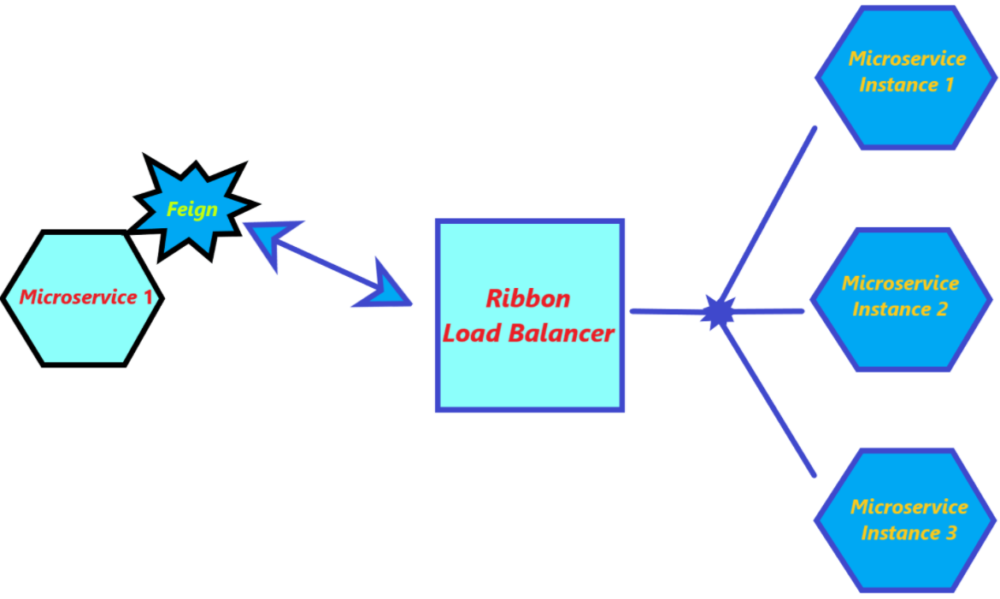 Feign
Microservice 1
Ribbon
Load Balancer
Microservice
Instance 1
Microservice
Instance 2
Microservice
Instance 3